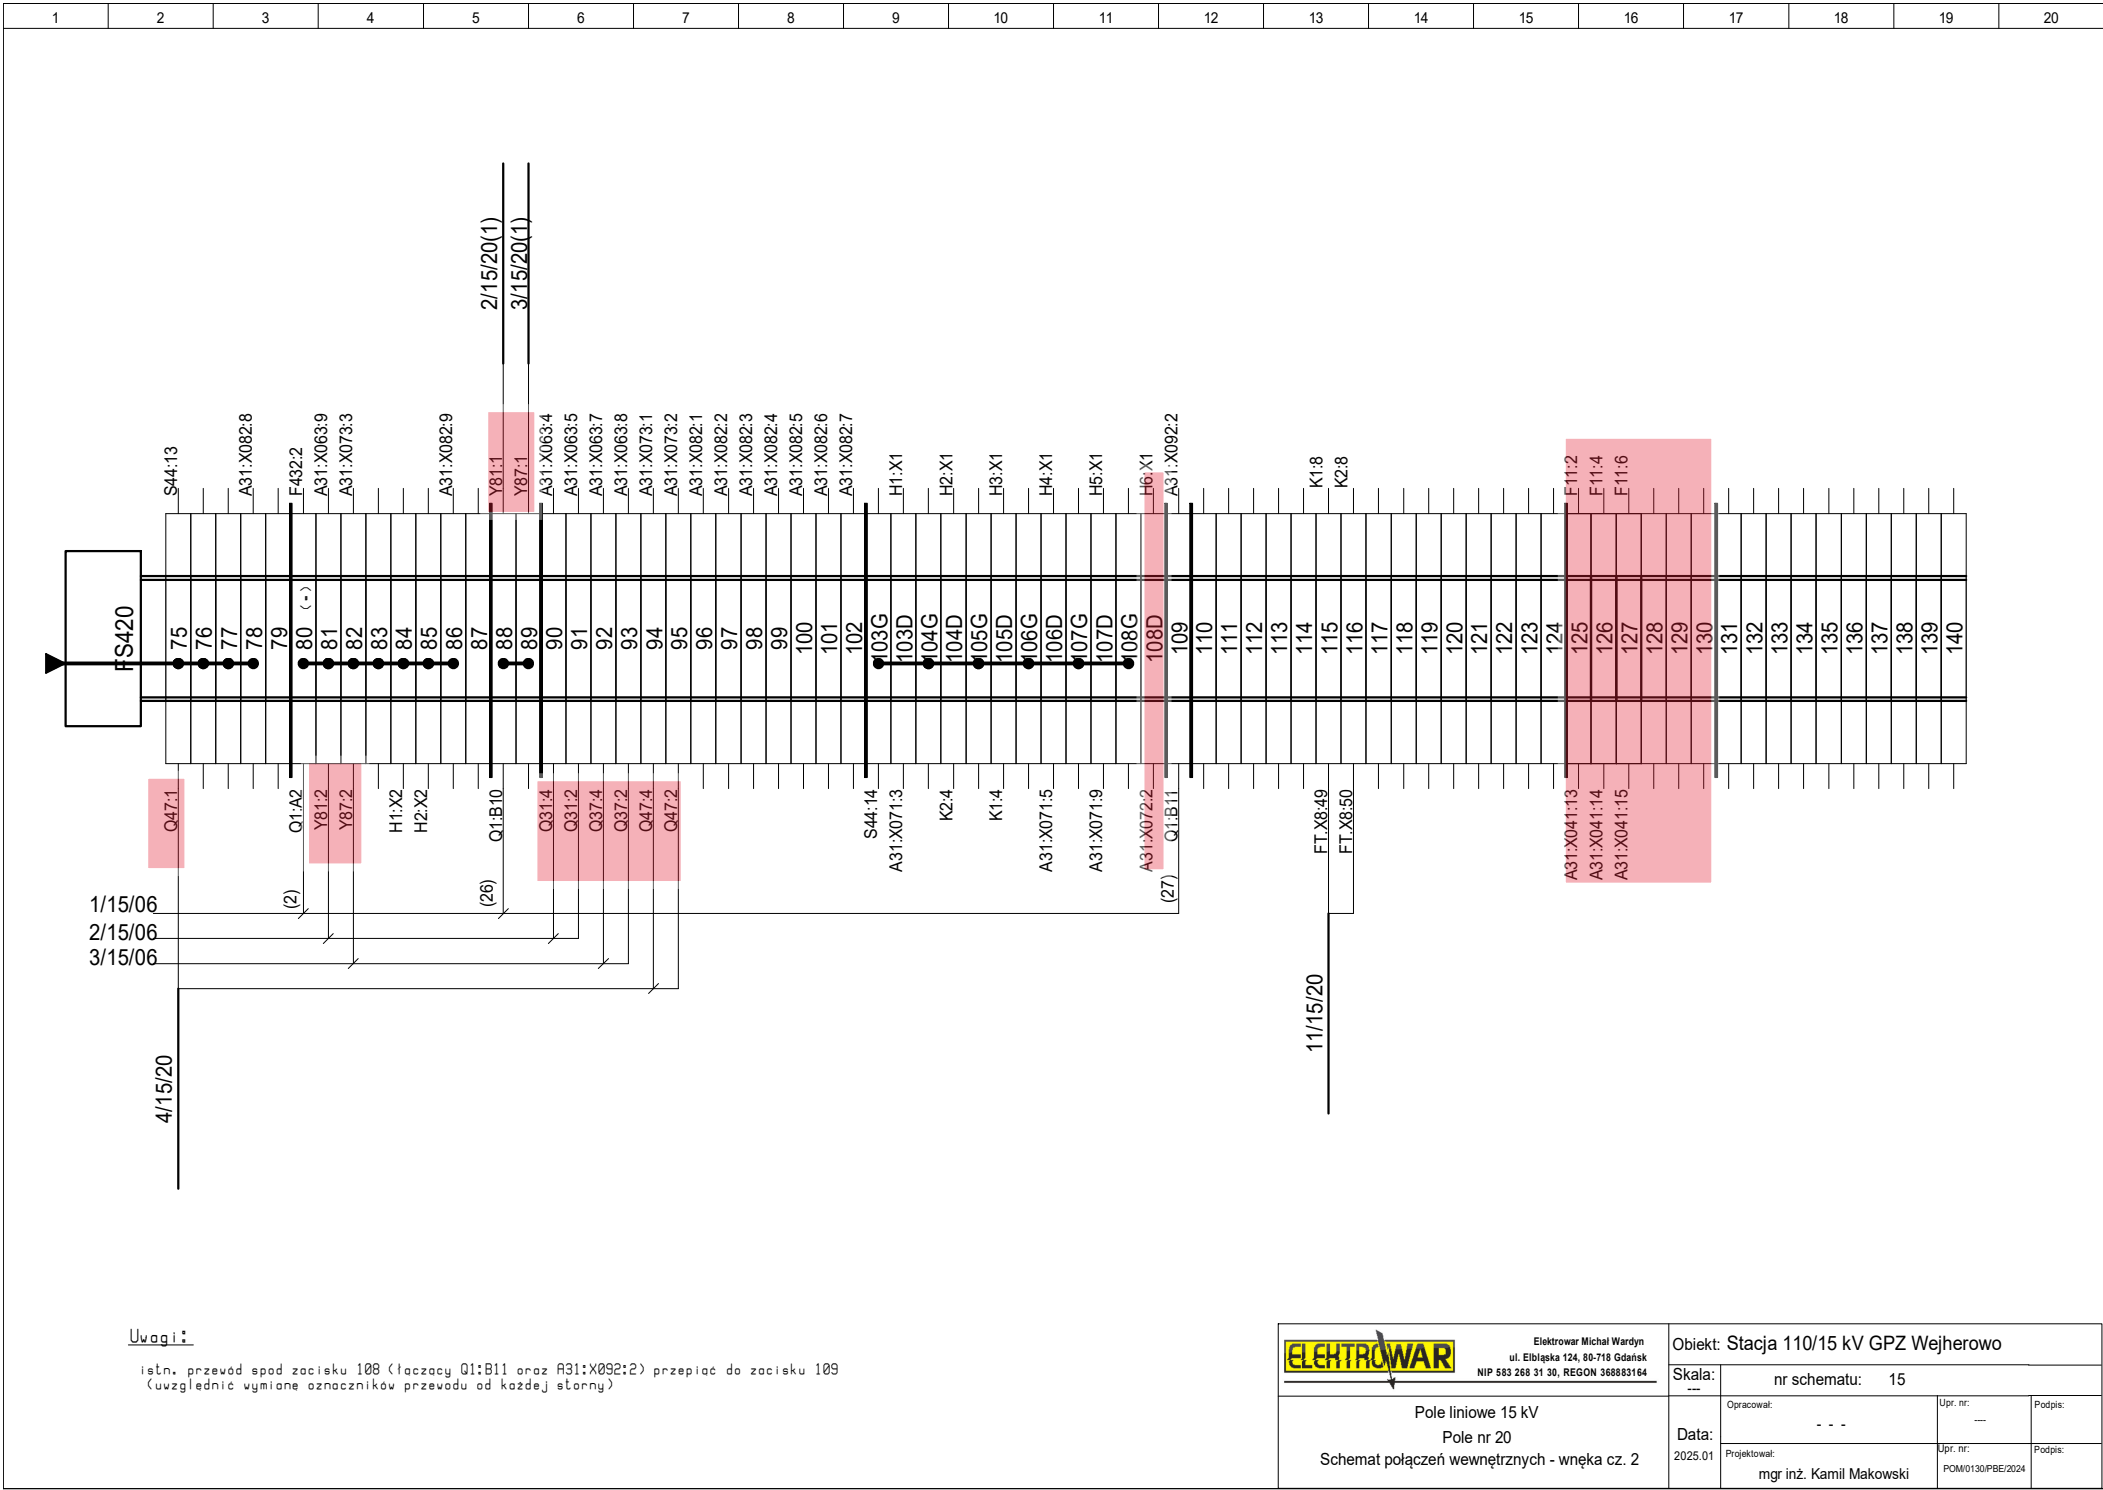 1 2 3 4 5 6 7 8 9 10 11 12 13 14 15 16 17 18 19 20
2/15/20(1)
3/15/20(1)
S44:13
A31:X082:8
F432:2
A31:X063:9
A31:X073:3
A31:X082:9
Y81:1
Y87:1
A31:X063:4
A31:X063:5
A31:X063:7
A31:X063:8
A31:X073:1
A31:X073:2
A31:X082:1
A31:X082:2
A31:X082:3
A31:X082:4
A31:X082:5
A31:X082:6
A31:X082:7
H1:X1
H2:X1
H3:X1
H4:X1
H5:X1
H6:X1
A31:X092:2
K1:8
K2:8
F11:2
F11:4
F11:6
FS420
(-)
75 76 77 78 79 80 81 82 83 84 85 86 87 88 89 90 91 92 93 94 95 96 97 98 99 100 101 102 103G 103D 104G 104D 105G 105D 106G 106D 107G 107D 108G 108D 109 110 111 112 113 114 115 116 117 118 119 120 121 122 123 124 125 126 127 128 129 130 131 132 133 134 135 136 137 138 139 140
Q47:1
Q1:A2
Y81:2
Y87:2
H1:X2
H2:X2
Q1:B10
Q31:4
Q31:2
Q37:4
Q37:2
Q47:4
Q47:2
S44:14
A31:X071:3
K2:4
K1:4
A31:X071:5
A31:X071:9
A31:X072:2
Q1:B11
FT.X8:49
FT.X8:50
A31:X041:13
A31:X041:14
A31:X041:15
(2)
(26)
(27)
1/15/06
2/15/06
3/15/06
4/15/20
11/15/20
Uwagi:
istn. przewód spod zacisku 108 (łączący Q1:B11 oraz A31:X092:2) przepiąć do zacisku 109
(uwzględnić wymianę oznaczników przewodu od każdej storny)
ELEKTROWAR
Elektrowar Michał Wardyn
ul. Elbląska 124, 80-718 Gdańsk
NIP 583 268 31 30, REGON 368883164
Pole liniowe 15 kV
Pole nr 20
Schemat połączeń wewnętrznych - wnęka cz. 2
Obiekt: Stacja 110/15 kV GPZ Wejherowo
Skala:
---
nr schematu: 15
Data:
2025.01
Opracował:
- - -
Upr. nr:
----
Podpis:
Projektował:
mgr inż. Kamil Makowski
Upr. nr:
POM/0130/PBE/2024
Podpis: